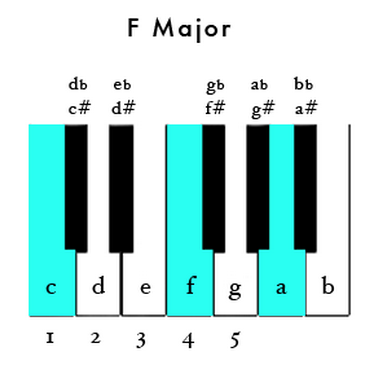 F Major
db eb gb ab bb
c# d# f# g# a#
c d e f g a b
1 2 3 4 5